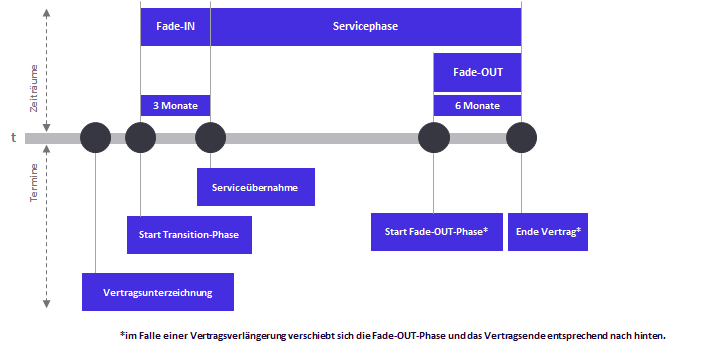 Fade-IN
Servicephase
Fade-OUT
3 Monate
6 Monate
Zeiträume
t
Termine
Serviceübernahme
Start Transition-Phase
Start Fade-OUT-Phase*
Ende Vertrag*
Vertragsunterzeichnung
*im Falle einer Vertragsverlängerung verschiebt sich die Fade-OUT-Phase und das Vertragsende entsprechend nach hinten.